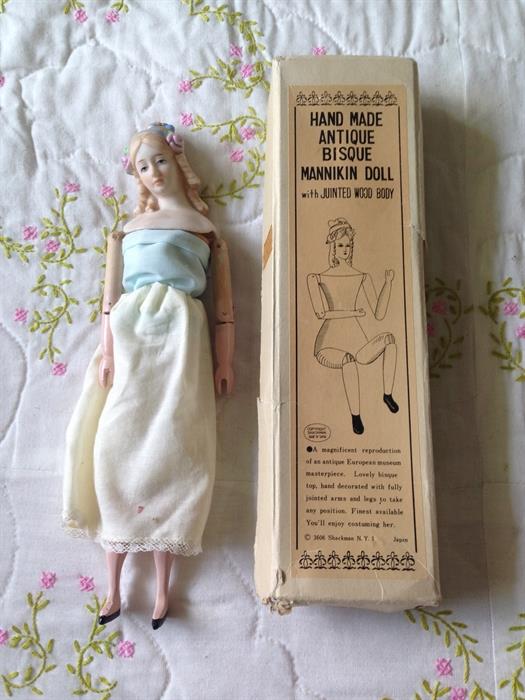 HAND MADE
ANTIQUE
BISQUE
MANNIKIN DOLL
with JUINTED WOOD BODY
●A magnificent reproduction
of an antique European museum
masterpiece. Lovely bisque
top, hand decorated with fully
jointed arms and legs to take
any position. Finest available
You'll enjoy costuming her.
© 3606 Shackman N.Y. Japan